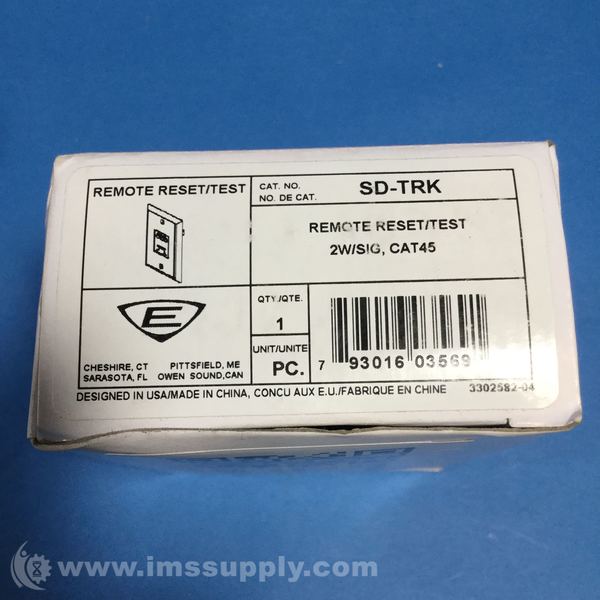 REMOTE RESET/TEST
CAT. NO.
NO. DE CAT.
SD-TRK
REMOTE RESET/TEST
2W/SIG, CAT45
E
QTY./QTE.
1
UNIT/UNITE
PC.
7 93016 03569
CHESHIRE, CT PITTSFIELD, ME
SARASOTA, FL OWEN SOUND,CAN
DESIGNED IN USA/MADE IN CHINA, CONCU AUX E.U./FABRIQUE EN CHINE 3302582-04
www.imssupply.com